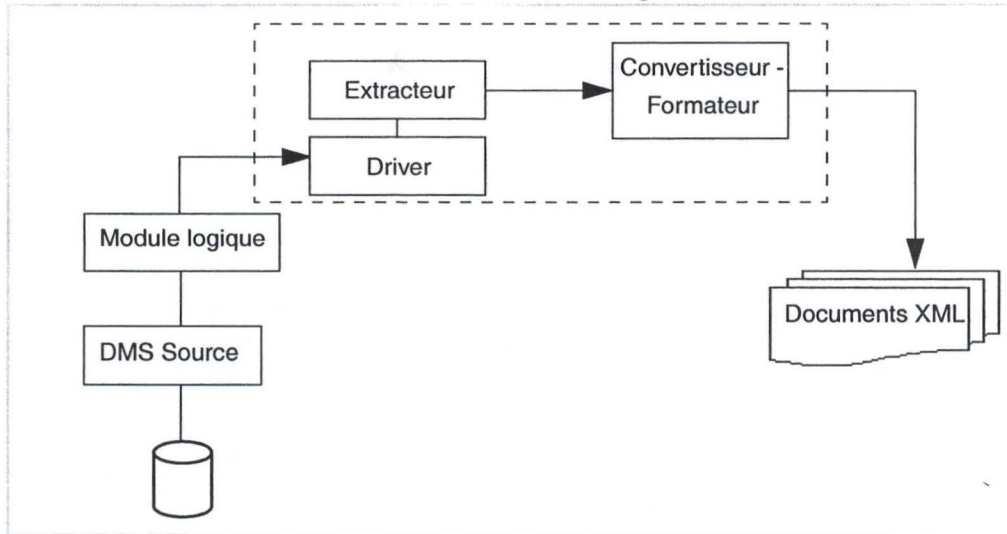 Extracteur
Convertisseur -
Formateur
Driver
Module logique
DMS Source
Documents XML